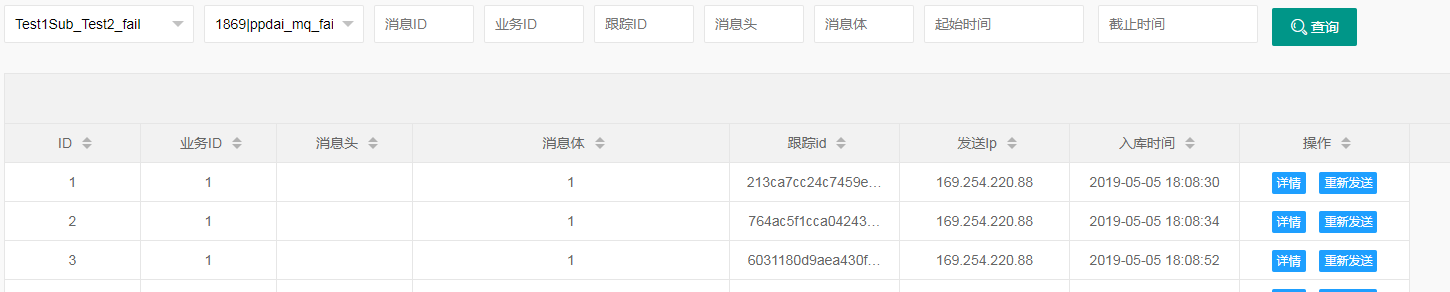 Test1Sub_Test2_fail 1869|ppdai_mq_fai 消息ID 业务ID 跟踪ID 消息头 消息体 起始时间 截止时间 查询
ID 业务ID 消息头 消息体 跟踪id 发送Ip 入库时间 操作
1 1 1 213ca7cc24c7459e... 169.254.220.88 2019-05-05 18:08:30 详情 重新发送
2 1 1 764ac5f1cca04243... 169.254.220.88 2019-05-05 18:08:34 详情 重新发送
3 1 1 6031180d9aea430f... 169.254.220.88 2019-05-05 18:08:52 详情 重新发送